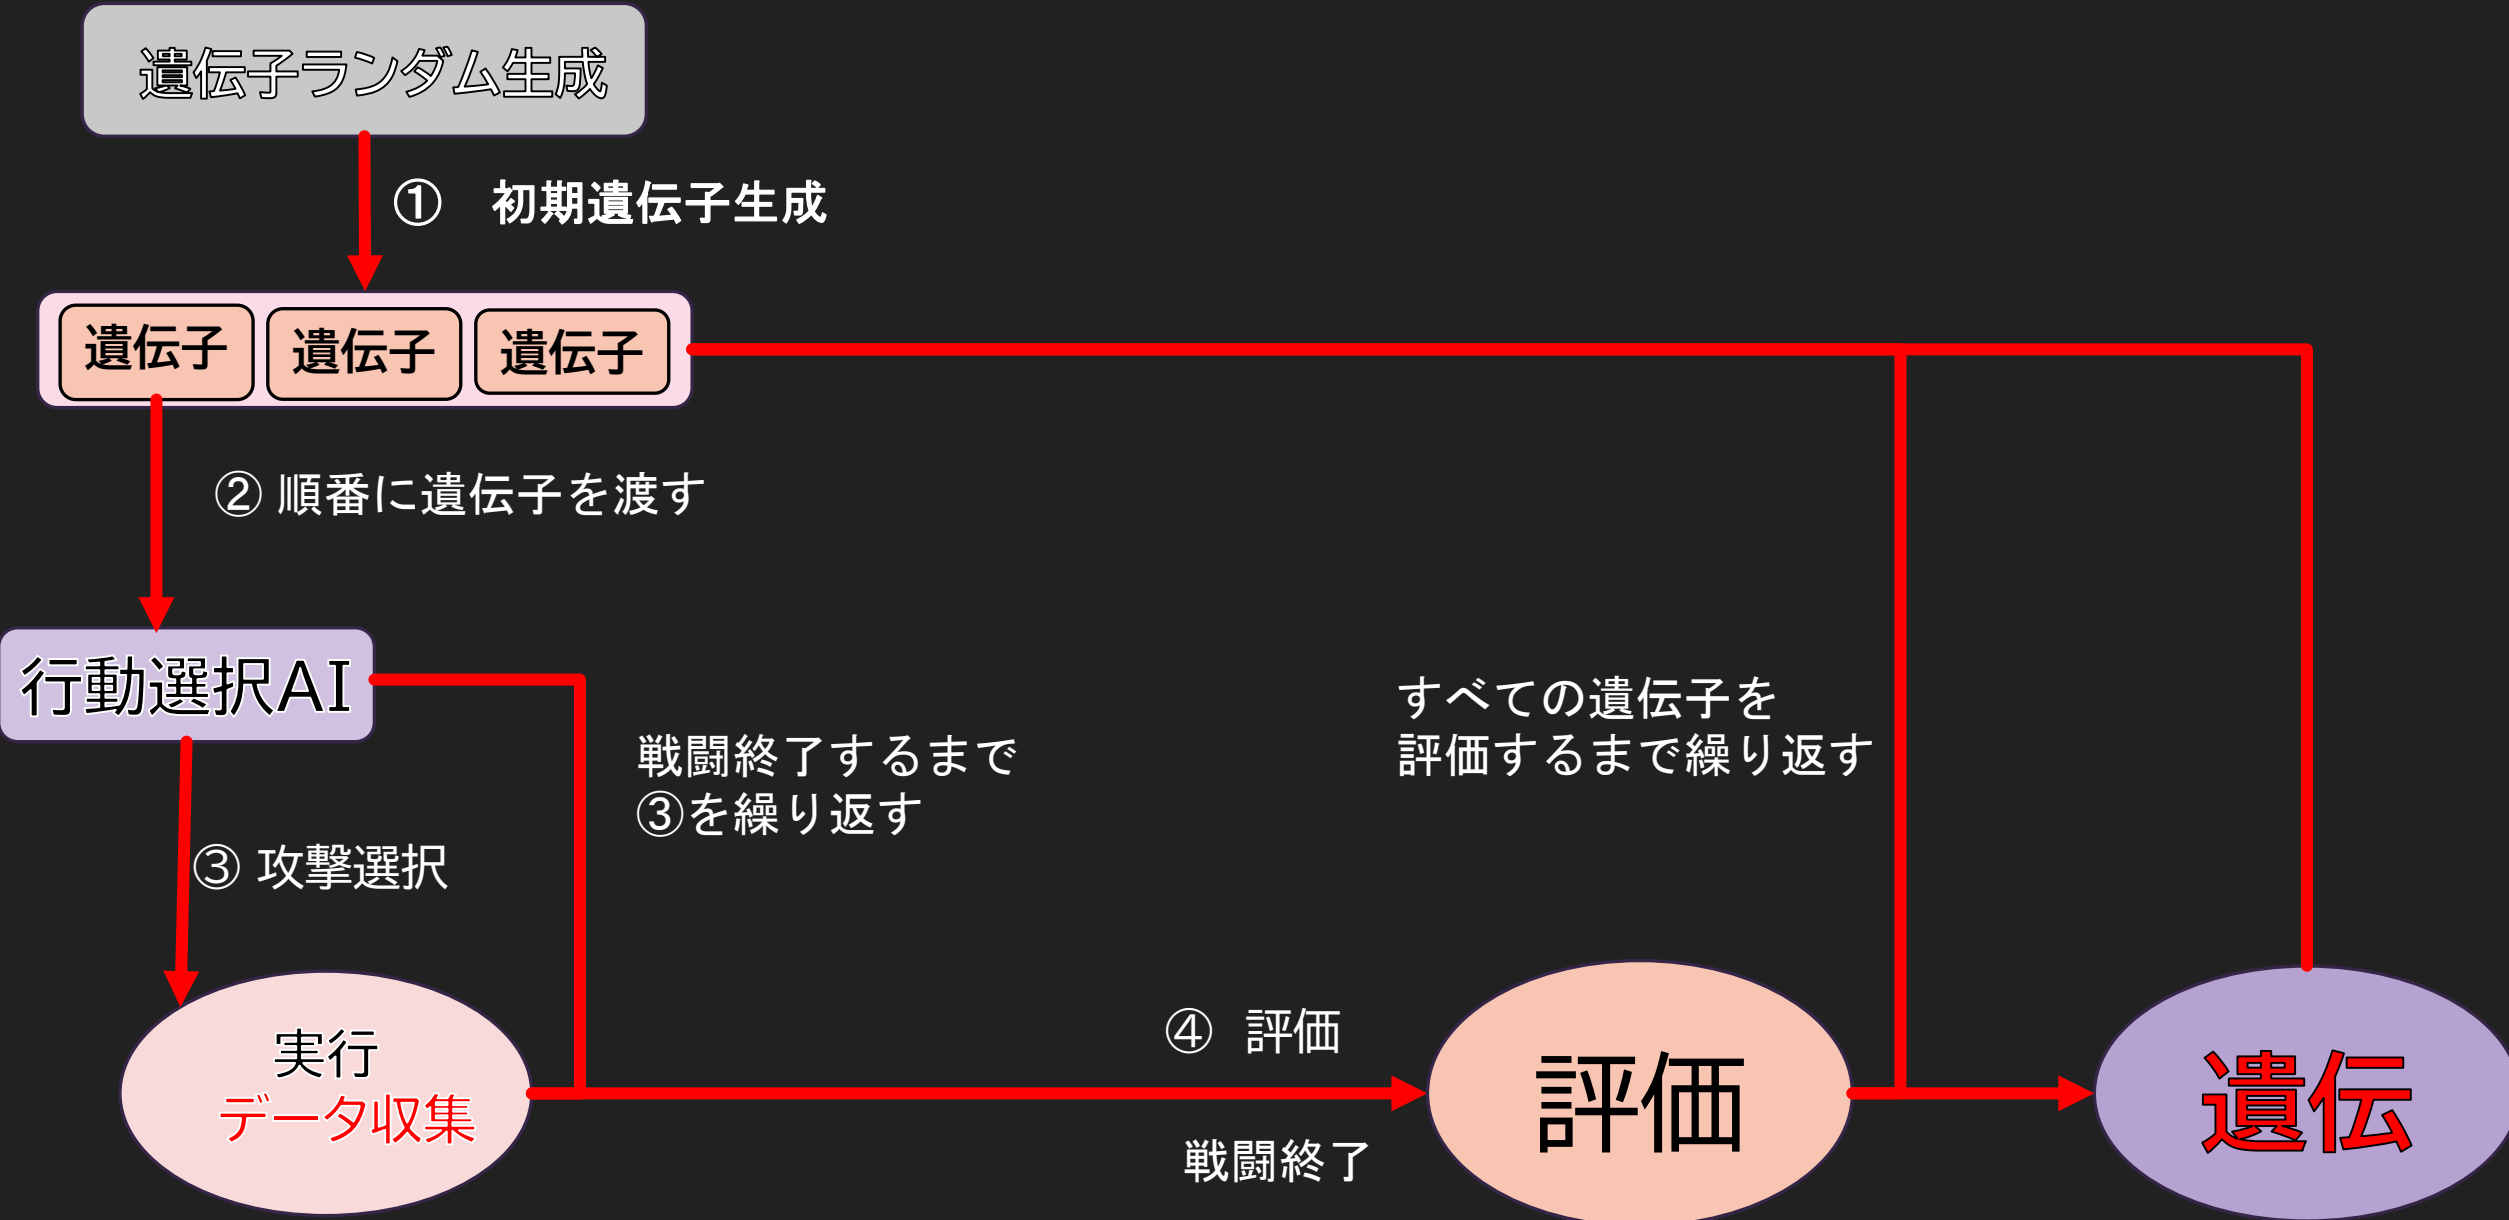 遺伝子ランダム生成
① 初期遺伝子生成
遺伝子 遺伝子 遺伝子
② 順番に遺伝子を渡す
行動選択AI
戦闘終了するまで
③を繰り返す
すべての遺伝子を
評価するまで繰り返す
③ 攻撃選択
実行
データ収集
④ 評価
戦闘終了
評価
遺伝